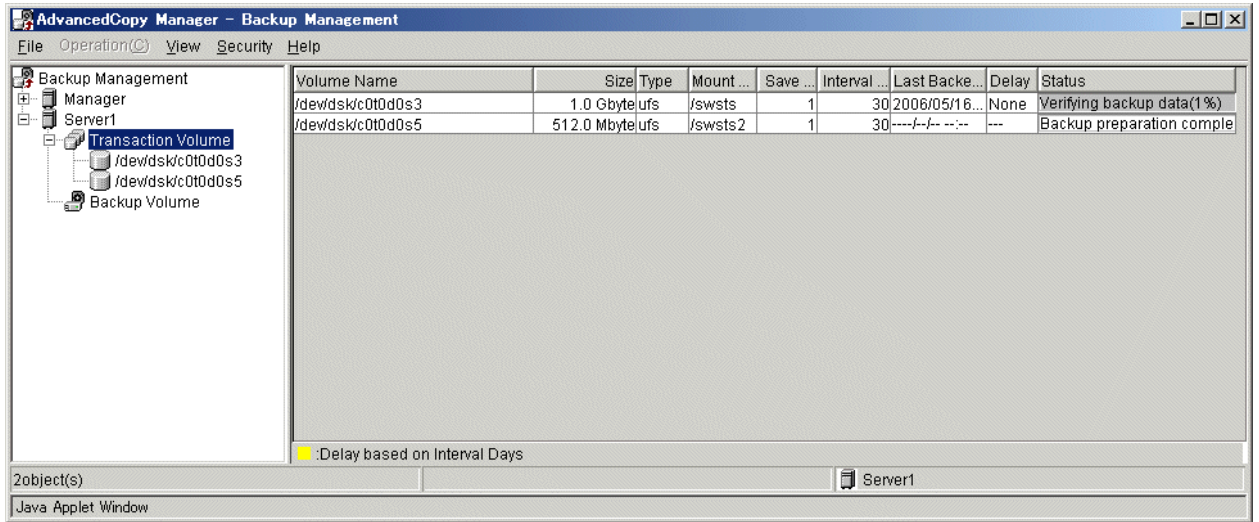 AdvancedCopy Manager - Backup Management
File Operation(C) View Security Help
Backup Management
Manager
Server1
Transaction Volume
/dev/dsk/c0t0d0s3
/dev/dsk/c0t0d0s5
Backup Volume
Volume Name Size Type Mount ... Save ... Interval ... Last Backe... Delay Status
/dev/dsk/c0t0d0s3 1.0 Gbyte ufs /swsts 1 30 2006/05/16... None Verifying backup data(1%)
/dev/dsk/c0t0d0s5 512.0 Mbyte ufs /swsts2 1 30 ----/--/-- --:-- --- Backup preparation comple
:Delay based on Interval Days
2object(s) Server1
Java Applet Window